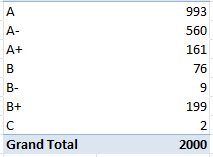 A 993
A- 560
A+ 161
B 76
B- 9
B+ 199
C 2
Grand Total 2000